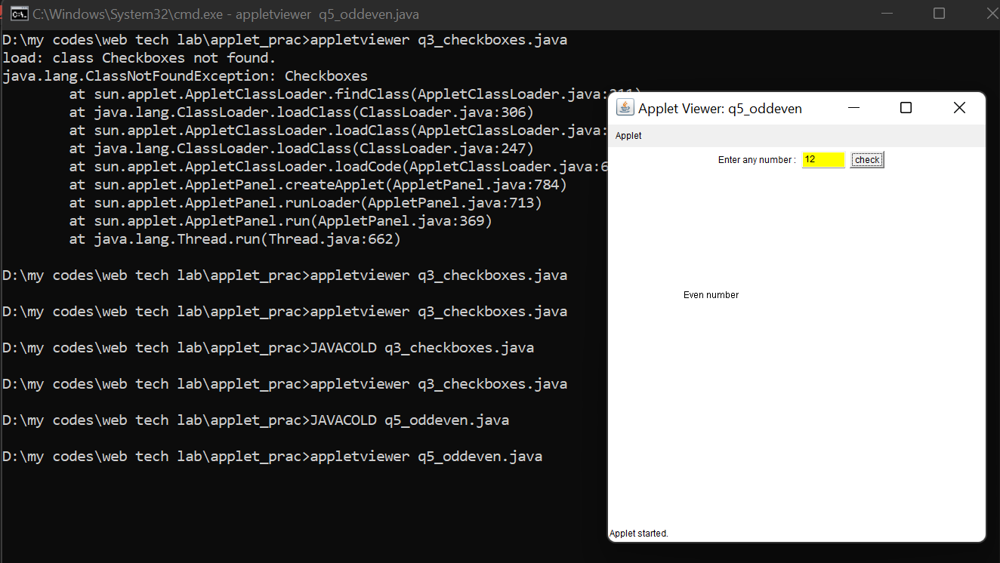 C:\Windows\System32\cmd.exe - appletviewer  q5_oddeven.java
D:\my codes\web tech lab\applet_prac>appletviewer q3_checkboxes.java
load: class Checkboxes not found.
java.lang.ClassNotFoundException: Checkboxes
at sun.applet.AppletClassLoader.findClass(AppletClassLoader.java:211)
at java.lang.ClassLoader.loadClass(ClassLoader.java:306)
at sun.applet.AppletClassLoader.loadClass(AppletClassLoader.java:
at java.lang.ClassLoader.loadClass(ClassLoader.java:247)
at sun.applet.AppletClassLoader.loadCode(AppletClassLoader.java:6
at sun.applet.AppletPanel.createApplet(AppletPanel.java:784)
at sun.applet.AppletPanel.runLoader(AppletPanel.java:713)
at sun.applet.AppletPanel.run(AppletPanel.java:369)
at java.lang.Thread.run(Thread.java:662)
D:\my codes\web tech lab\applet_prac>appletviewer q3_checkboxes.java
D:\my codes\web tech lab\applet_prac>appletviewer q3_checkboxes.java
D:\my codes\web tech lab\applet_prac>JAVACOLD q3_checkboxes.java
D:\my codes\web tech lab\applet_prac>appletviewer q3_checkboxes.java
D:\my codes\web tech lab\applet_prac>JAVACOLD q5_oddeven.java
D:\my codes\web tech lab\applet_prac>appletviewer q5_oddeven.java
Applet Viewer: q5_oddeven
Applet
Enter any number : 12 check
Even number
Applet started.